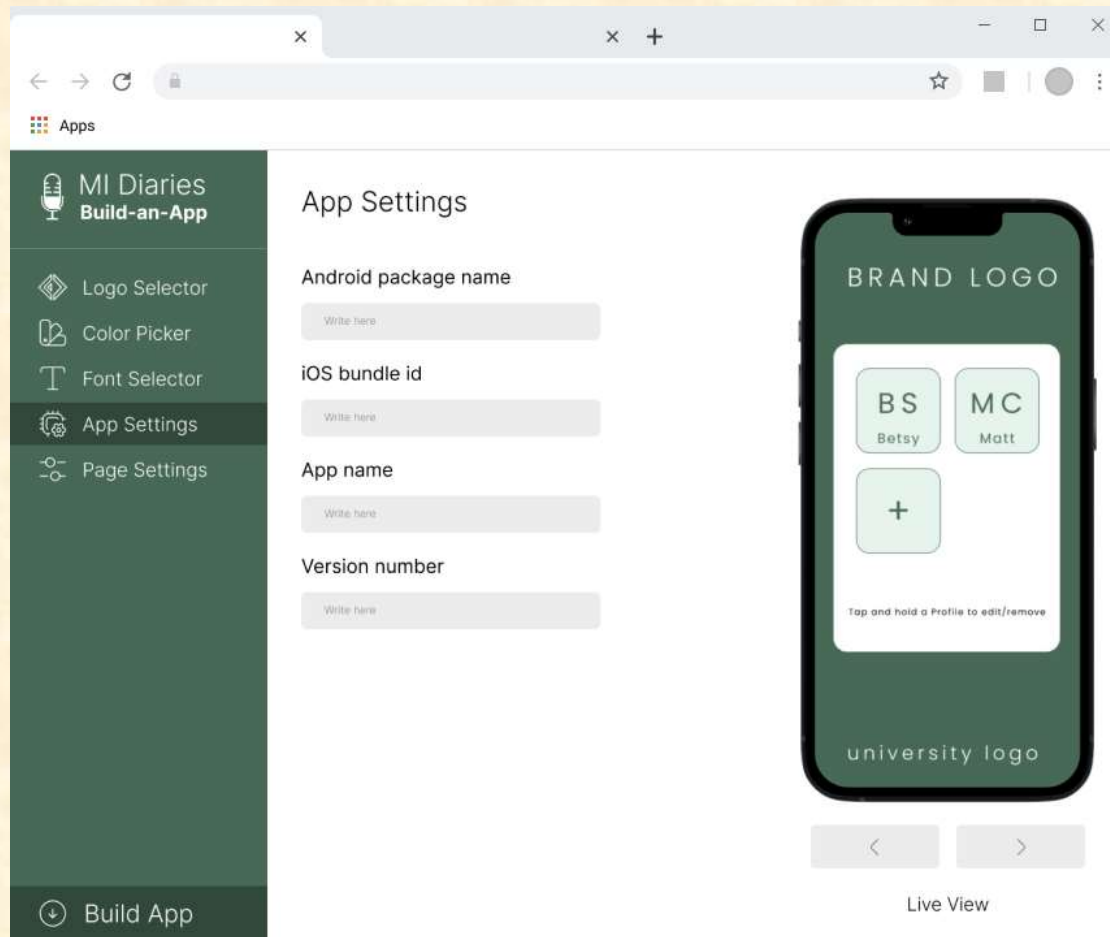 Apps
MI Diaries
Build-an-App
Logo Selector
Color Picker
Font Selector
App Settings
Page Settings
Build App
App Settings
Android package name
Write here
iOS bundle id
Write here
App name
Write here
Version number
Write here
BRAND LOGO
BS MC
Betsy Matt
+
Tap and hold a Profile to edit/remove
university logo
Live View